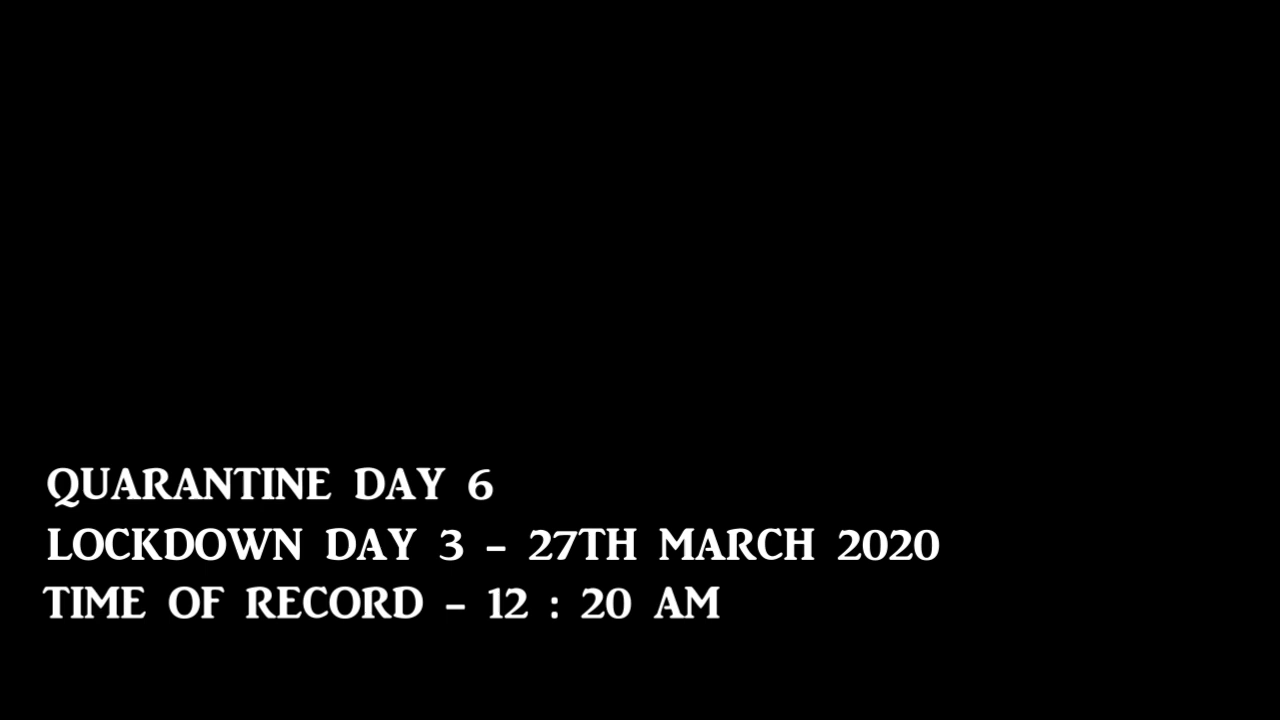 QUARANTINE DAY 6
LOCKDOWN DAY 3 - 27TH MARCH 2020
TIME OF RECORD - 12 : 20 AM